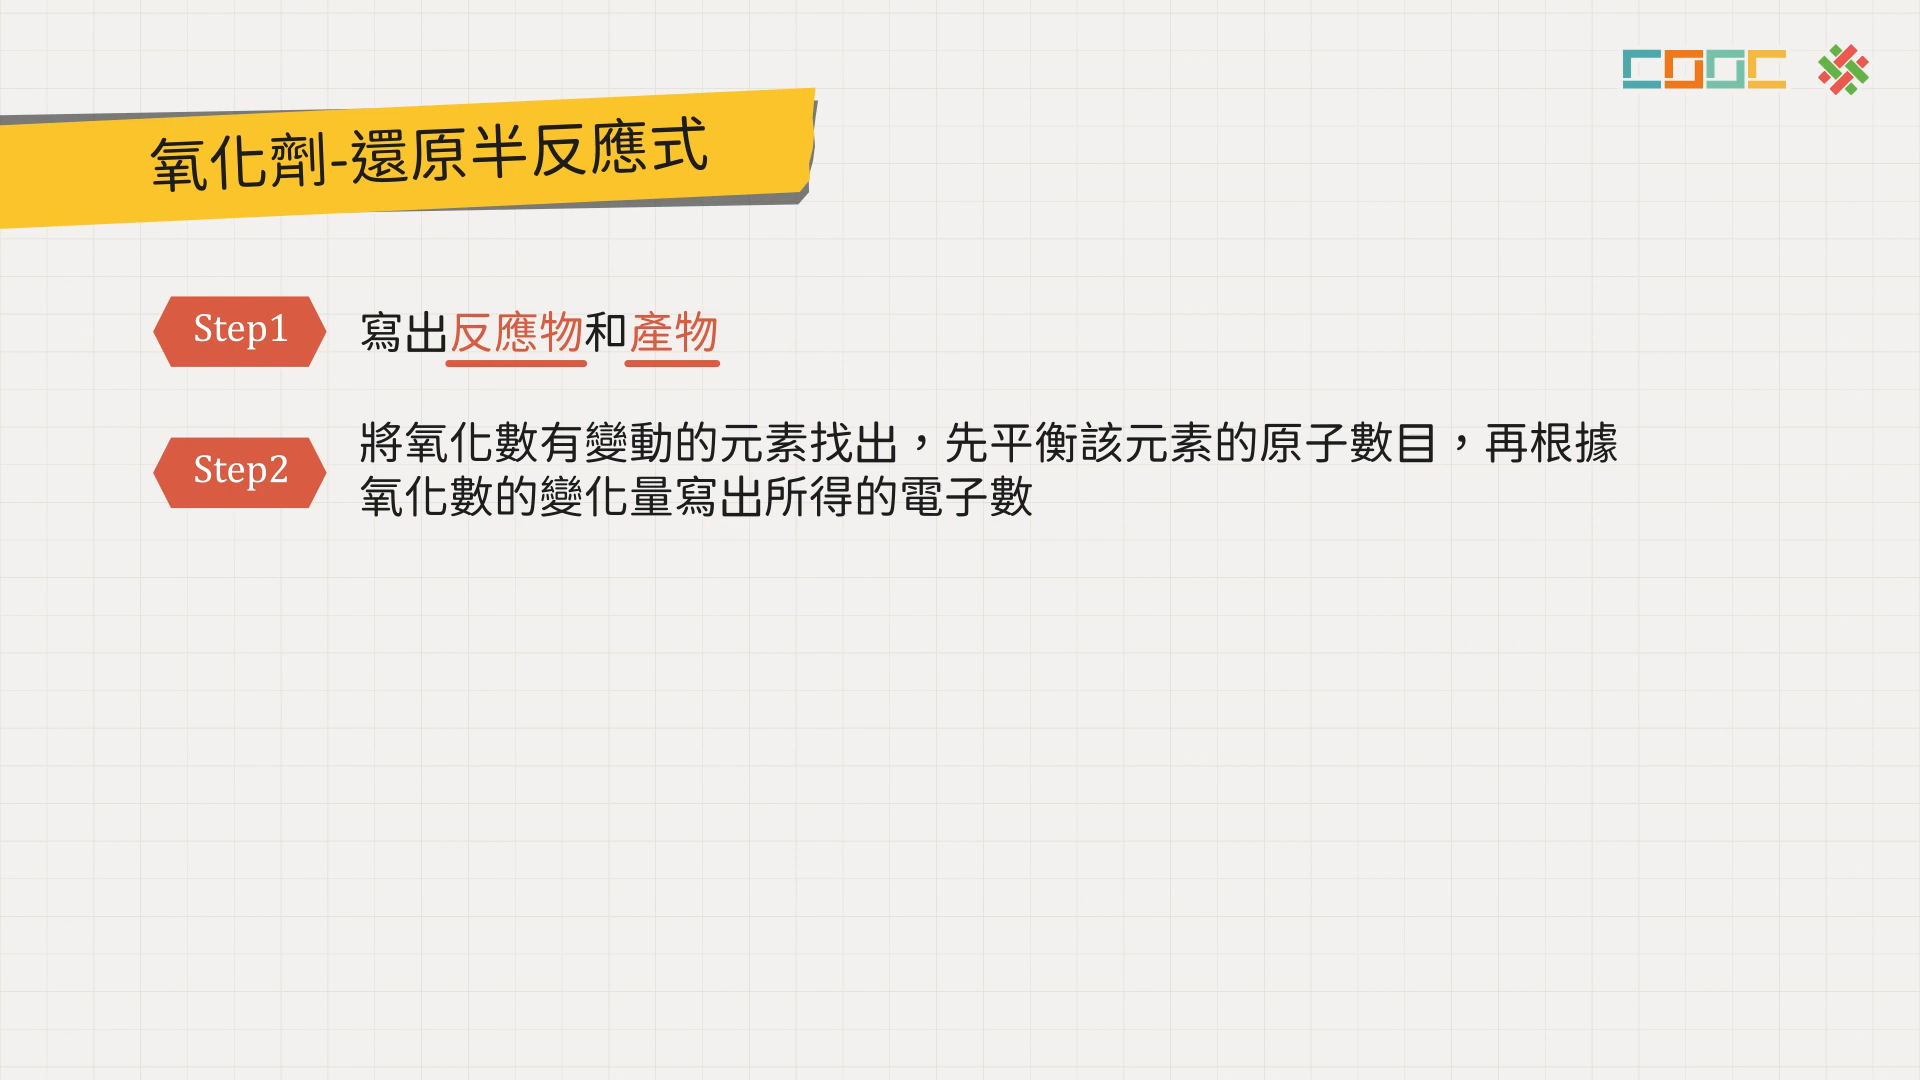 COOC
氧化劑-還原半反應式
Step1
寫出反應物和產物
Step2
將氧化數有變動的元素找出，先平衡該元素的原子數目，再根據
氧化數的變化量寫出所得的電子數